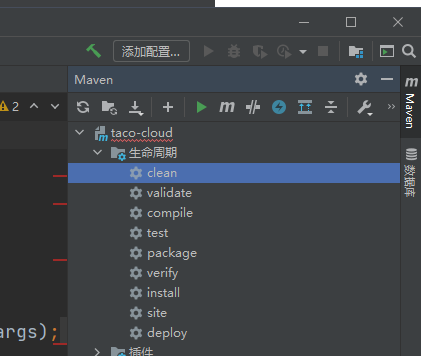 添加配置...
Maven
2
taco-cloud
生命周期
clean
validate
compile
test
package
verify
install
site
deploy
插件
args);
m
Maven
数据库